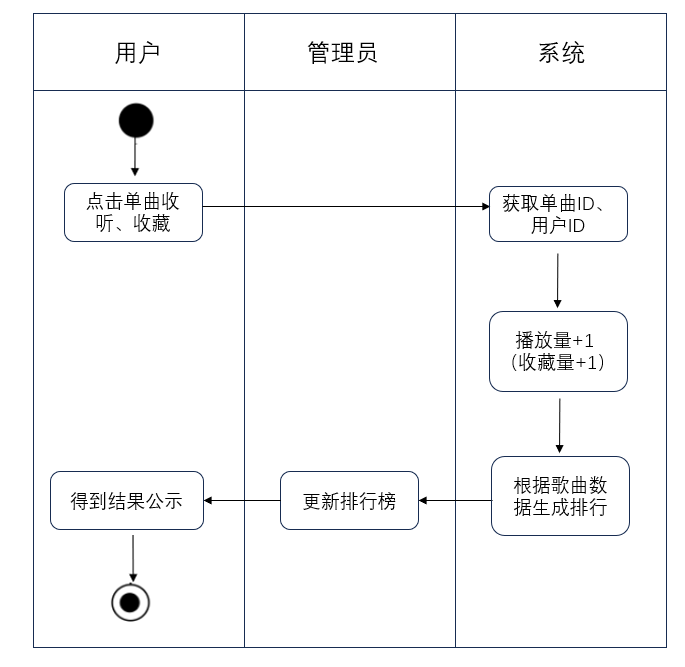 用户
管理员
系统
点击单曲收
听、收藏
获取单曲ID、
用户ID
播放量+1
（收藏量+1）
根据歌曲数
据生成排行
更新排行榜
得到结果公示